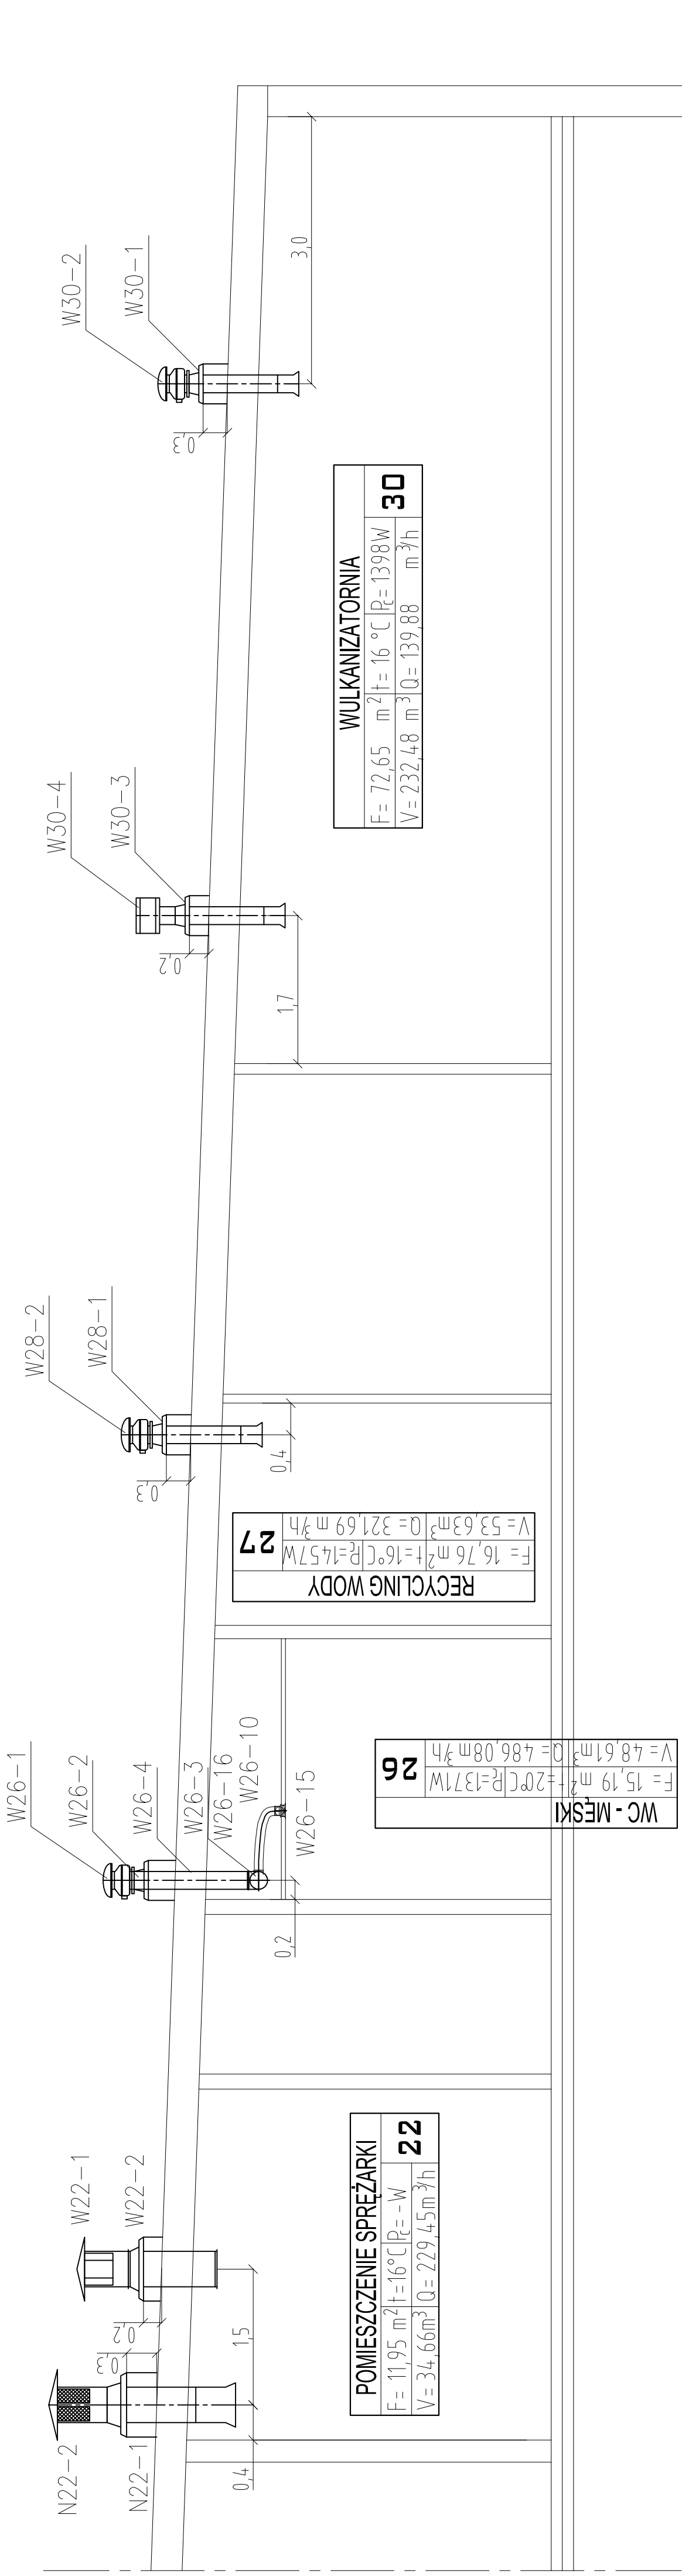 W30-2
W30-1
0,3
3,0
WULKANIZATORNIA
30
F= 72,65 m² t= 16 °C Pc= 1398W
V= 232,48 m³ Q= 139,88 m³/h
W30-4
W30-3
0,2
1,7
W28-2
W28-1
0,3
0,4
RECYCLING WODY
27
F= 16,76 m² t=16°C Pc=1457W
V= 53,63m³ Q= 321,69 m³/h
W26-1
W26-2
W26-4
W26-3
W26-16
W26-10
W26-15
0,2
WC - MĘSKI
26
F= 15,19 m² t=20°C Pc=1371W
V= 48,61m³ Q= 486,08m³/h
W22-1
W22-2
0,2
0,3
1,5
N22-2
N22-1
0,4
POMIESZCZENIE SPRĘŻARKI
22
F= 11,95 m² t=16°C Pc= -W
V= 34,66m³ Q= 229,45m³/h